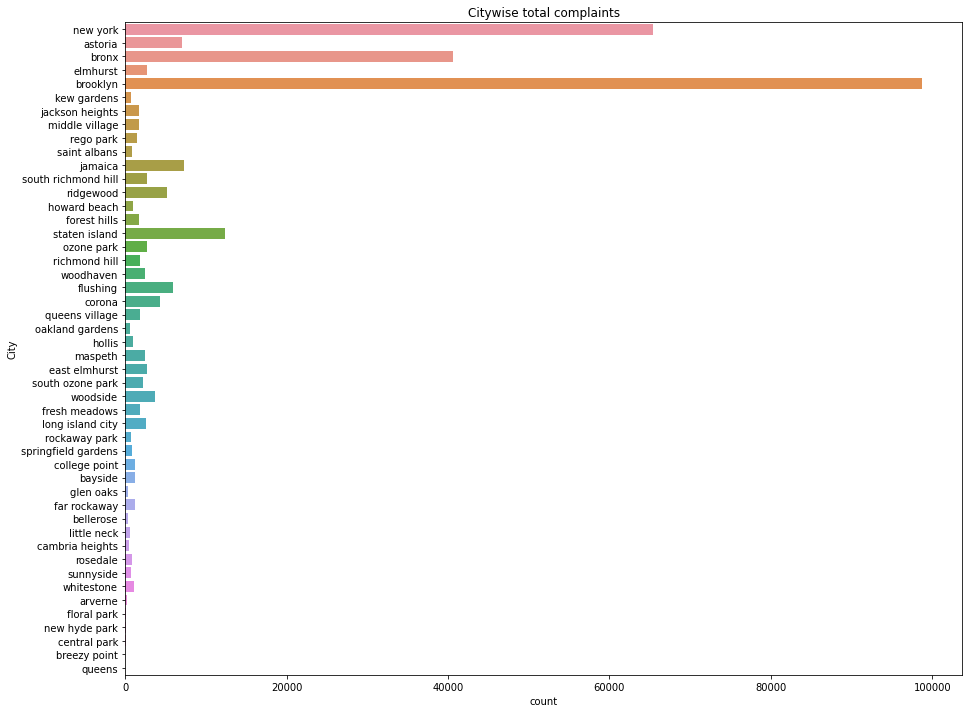 Citywise total complaints
new york
astoria
bronx
elmhurst
brooklyn
kew gardens
jackson heights
middle village
rego park
saint albans
jamaica
south richmond hill
ridgewood
howard beach
forest hills
staten island
ozone park
richmond hill
woodhaven
flushing
corona
queens village
oakland gardens
hollis
maspeth
east elmhurst
south ozone park
woodside
fresh meadows
long island city
rockaway park
springfield gardens
college point
bayside
glen oaks
far rockaway
bellerose
little neck
cambria heights
rosedale
sunnyside
whitestone
arverne
floral park
new hyde park
central park
breezy point
queens
City
0 20000 40000 60000 80000 100000
count